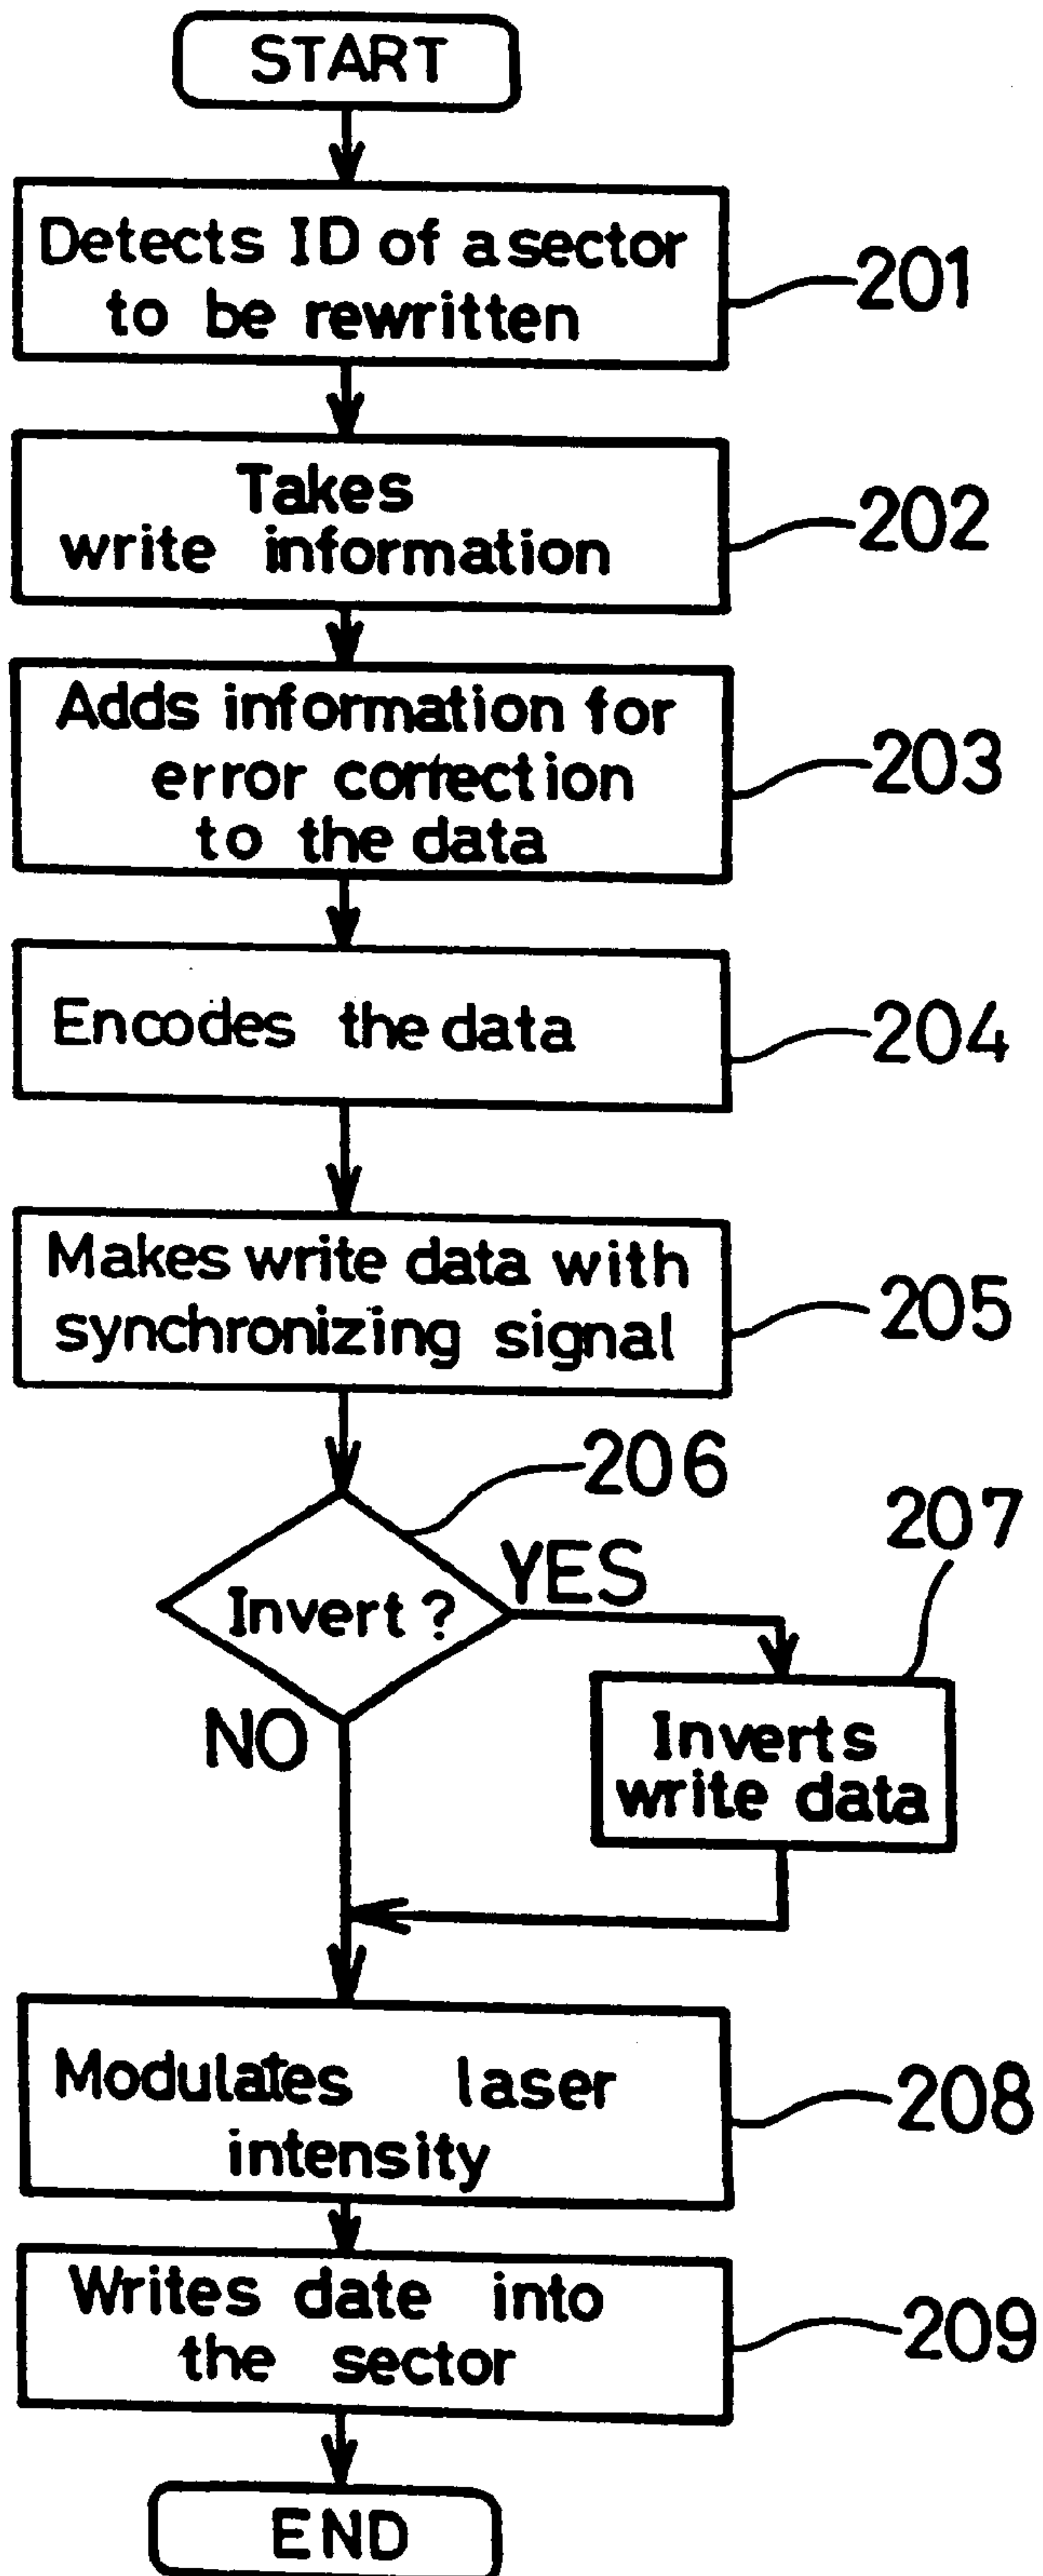 START
Detects ID of a sector
to be rewritten
201
Takes
write information
202
Adds information for
error correction
to the data
203
Encodes the data
204
Makes write data with
synchronizing signal
205
206
207
Invert?
YES
NO
Inverts
write data
Modulates laser
intensity
208
Writes date into
the sector
209
END